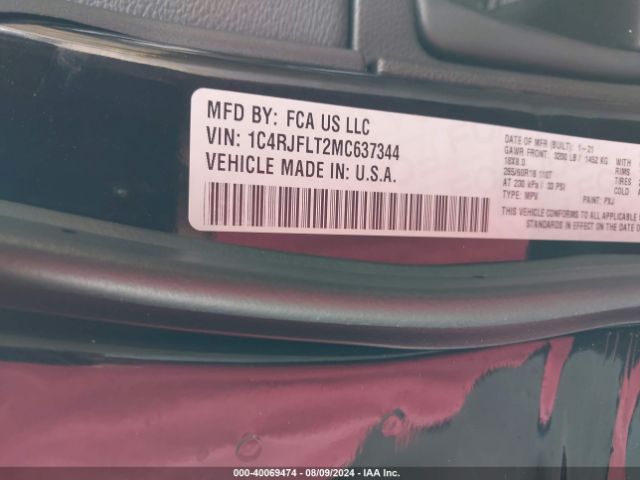 MFD BY: FCA US LLC
VIN: 1C4RJFLT2MC637344
VEHICLE MADE IN: U.S.A.
DATE OF MFR (BUILT): 1-21
GAWR FRONT: 3200 LB / 1452 KG WITH
18X8.0 RIMS
265/60R18 110T TIRES
AT 230 kPa / 33 PSI COLD
TYPE: MPV PAINT: PXJ
THIS VEHICLE CONFORMS TO ALL APPLICABLE
STANDARDS IN EFFECT ON THE DATE OF
000-40069474 - 08/09/2024 - IAA Inc.